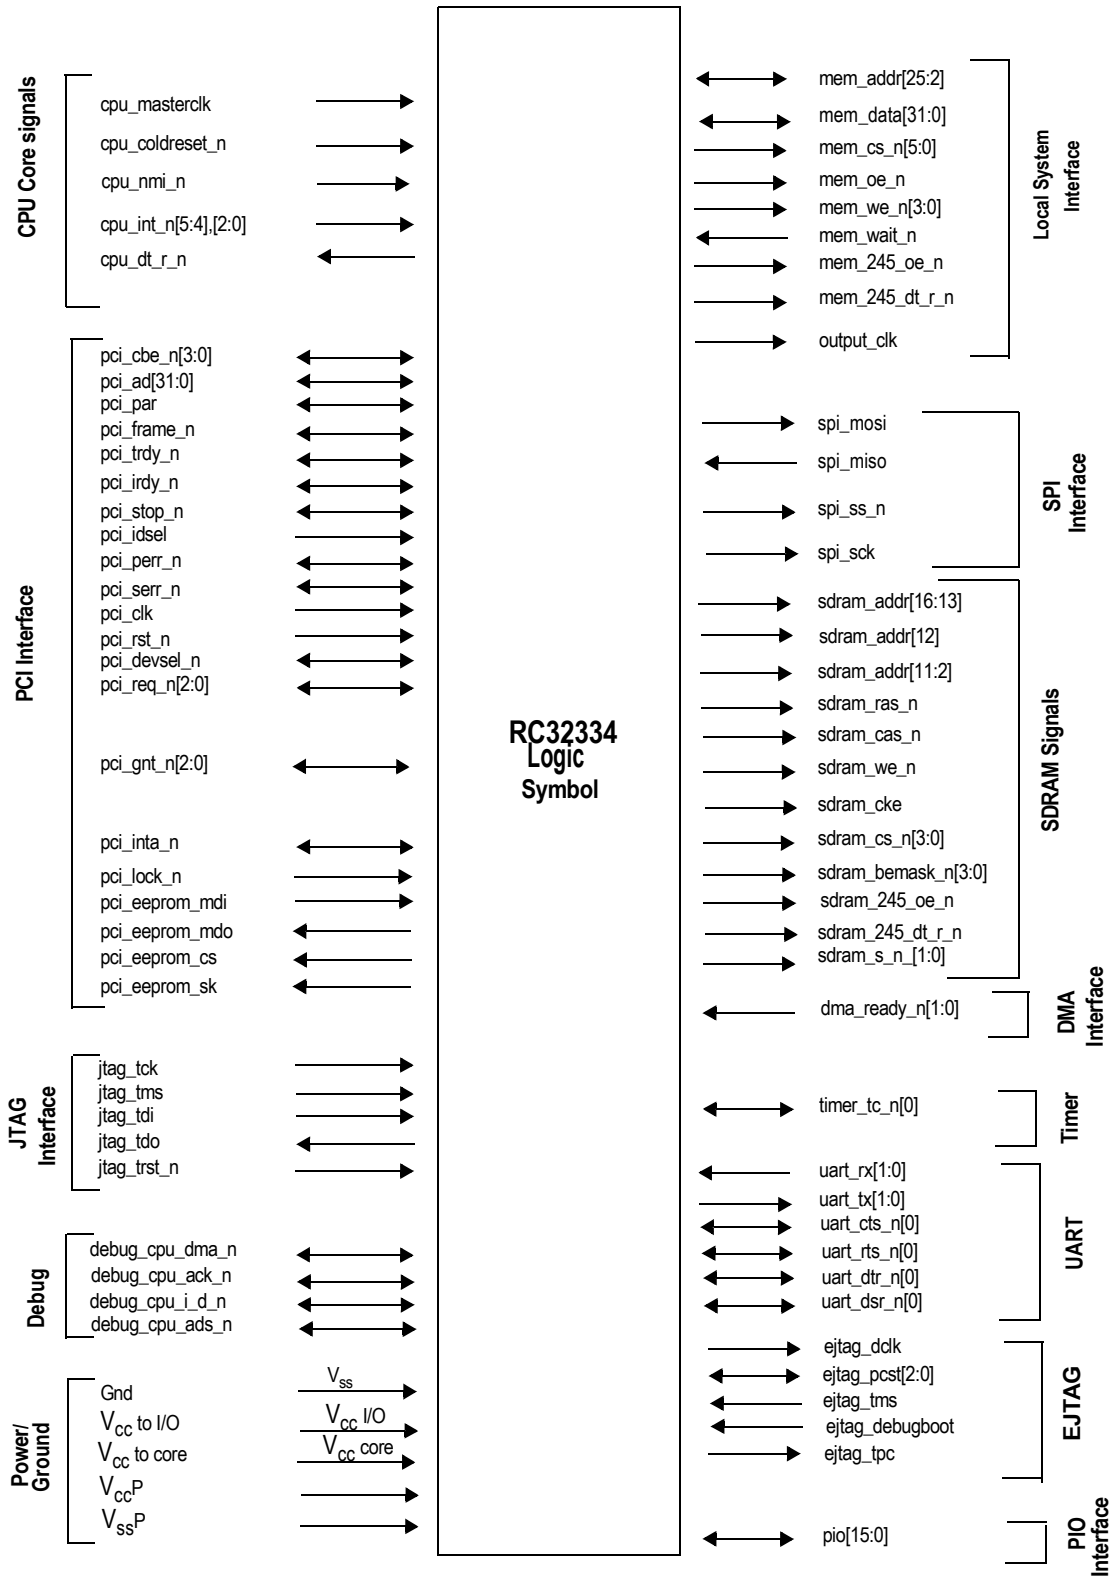 CPU Core signals
cpu_masterclk
cpu_coldreset_n
cpu_nmi_n
cpu_int_n[5:4],[2:0]
cpu_dt_r_n
PCI Interface
pci_cbe_n[3:0]
pci_ad[31:0]
pci_par
pci_frame_n
pci_trdy_n
pci_irdy_n
pci_stop_n
pci_idsel
pci_perr_n
pci_serr_n
pci_clk
pci_rst_n
pci_devsel_n
pci_req_n[2:0]
pci_gnt_n[2:0]
pci_inta_n
pci_lock_n
pci_eeprom_mdi
pci_eeprom_mdo
pci_eeprom_cs
pci_eeprom_sk
JTAG
Interface
jtag_tck
jtag_tms
jtag_tdi
jtag_tdo
jtag_trst_n
Debug
debug_cpu_dma_n
debug_cpu_ack_n
debug_cpu_i_d_n
debug_cpu_ads_n
Power/
Ground
Gnd
Vss
Vcc to I/O
Vcc I/O
Vcc to core
Vcc core
VccP
VssP
RC32334
Logic
Symbol
mem_addr[25:2]
mem_data[31:0]
mem_cs_n[5:0]
mem_oe_n
mem_we_n[3:0]
mem_wait_n
mem_245_oe_n
mem_245_dt_r_n
output_clk
Local System
Interface
spi_mosi
spi_miso
spi_ss_n
spi_sck
SPI
Interface
sdram_addr[16:13]
sdram_addr[12]
sdram_addr[11:2]
sdram_ras_n
sdram_cas_n
sdram_we_n
sdram_cke
sdram_cs_n[3:0]
sdram_bemask_n[3:0]
sdram_245_oe_n
sdram_245_dt_r_n
sdram_s_n_[1:0]
SDRAM Signals
dma_ready_n[1:0]
DMA
Interface
timer_tc_n[0]
Timer
uart_rx[1:0]
uart_tx[1:0]
uart_cts_n[0]
uart_rts_n[0]
uart_dtr_n[0]
uart_dsr_n[0]
UART
ejtag_dclk
ejtag_pcst[2:0]
ejtag_tms
ejtag_debugboot
ejtag_tpc
EJTAG
pio[15:0]
PIO
Interface